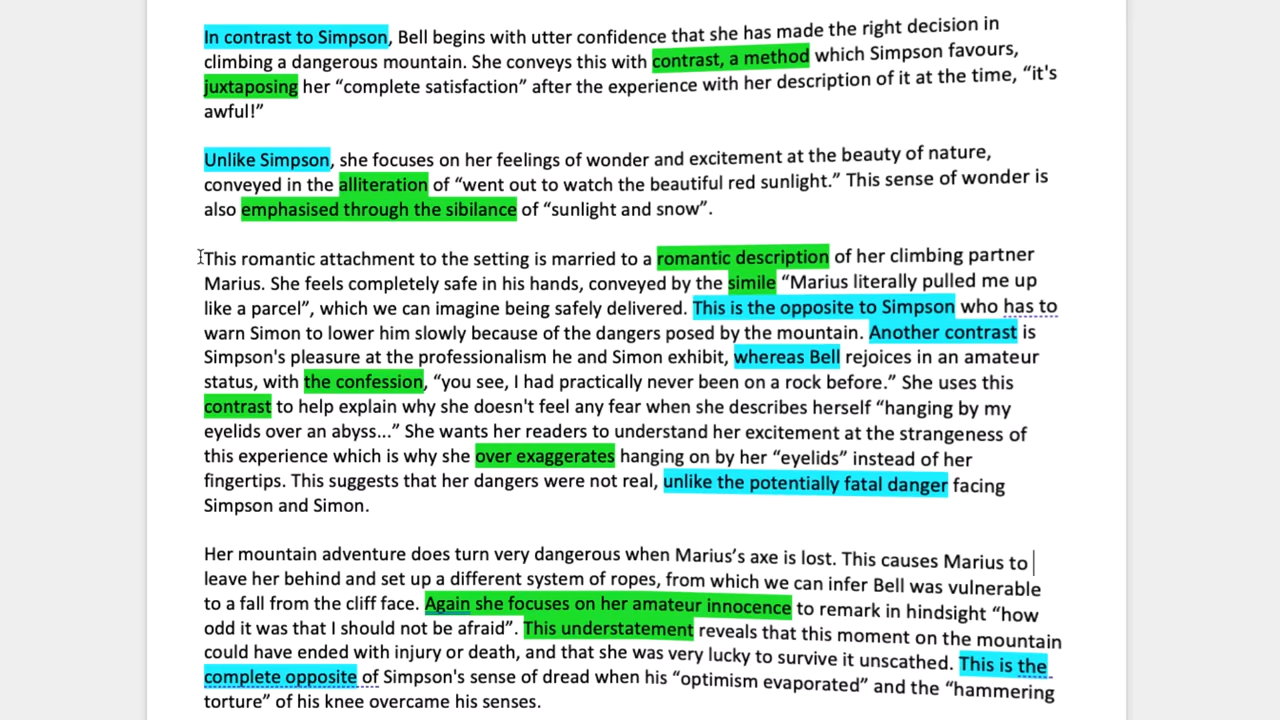 In contrast to Simpson, Bell begins with utter confidence that she has made the right decision in
climbing a dangerous mountain. She conveys this with contrast, a method which Simpson favours,
juxtaposing her “complete satisfaction” after the experience with her description of it at the time, “it's
awful!”
Unlike Simpson, she focuses on her feelings of wonder and excitement at the beauty of nature,
conveyed in the alliteration of “went out to watch the beautiful red sunlight.” This sense of wonder is
also emphasised through the sibilance of “sunlight and snow”.
This romantic attachment to the setting is married to a romantic description of her climbing partner
Marius. She feels completely safe in his hands, conveyed by the simile “Marius literally pulled me up
like a parcel”, which we can imagine being safely delivered. This is the opposite to Simpson who has to
warn Simon to lower him slowly because of the dangers posed by the mountain. Another contrast is
Simpson's pleasure at the professionalism he and Simon exhibit, whereas Bell rejoices in an amateur
status, with the confession, “you see, I had practically never been on a rock before.” She uses this
contrast to help explain why she doesn't feel any fear when she describes herself “hanging by my
eyelids over an abyss...” She wants her readers to understand her excitement at the strangeness of
this experience which is why she over exaggerates hanging on by her “eyelids” instead of her
fingertips. This suggests that her dangers were not real, unlike the potentially fatal danger facing
Simpson and Simon.
Her mountain adventure does turn very dangerous when Marius’s axe is lost. This causes Marius to
leave her behind and set up a different system of ropes, from which we can infer Bell was vulnerable
to a fall from the cliff face. Again she focuses on her amateur innocence to remark in hindsight “how
odd it was that I should not be afraid”. This understatement reveals that this moment on the mountain
could have ended with injury or death, and that she was very lucky to survive it unscathed. This is the
complete opposite of Simpson's sense of dread when his “optimism evaporated” and the “hammering
torture” of his knee overcame his senses.